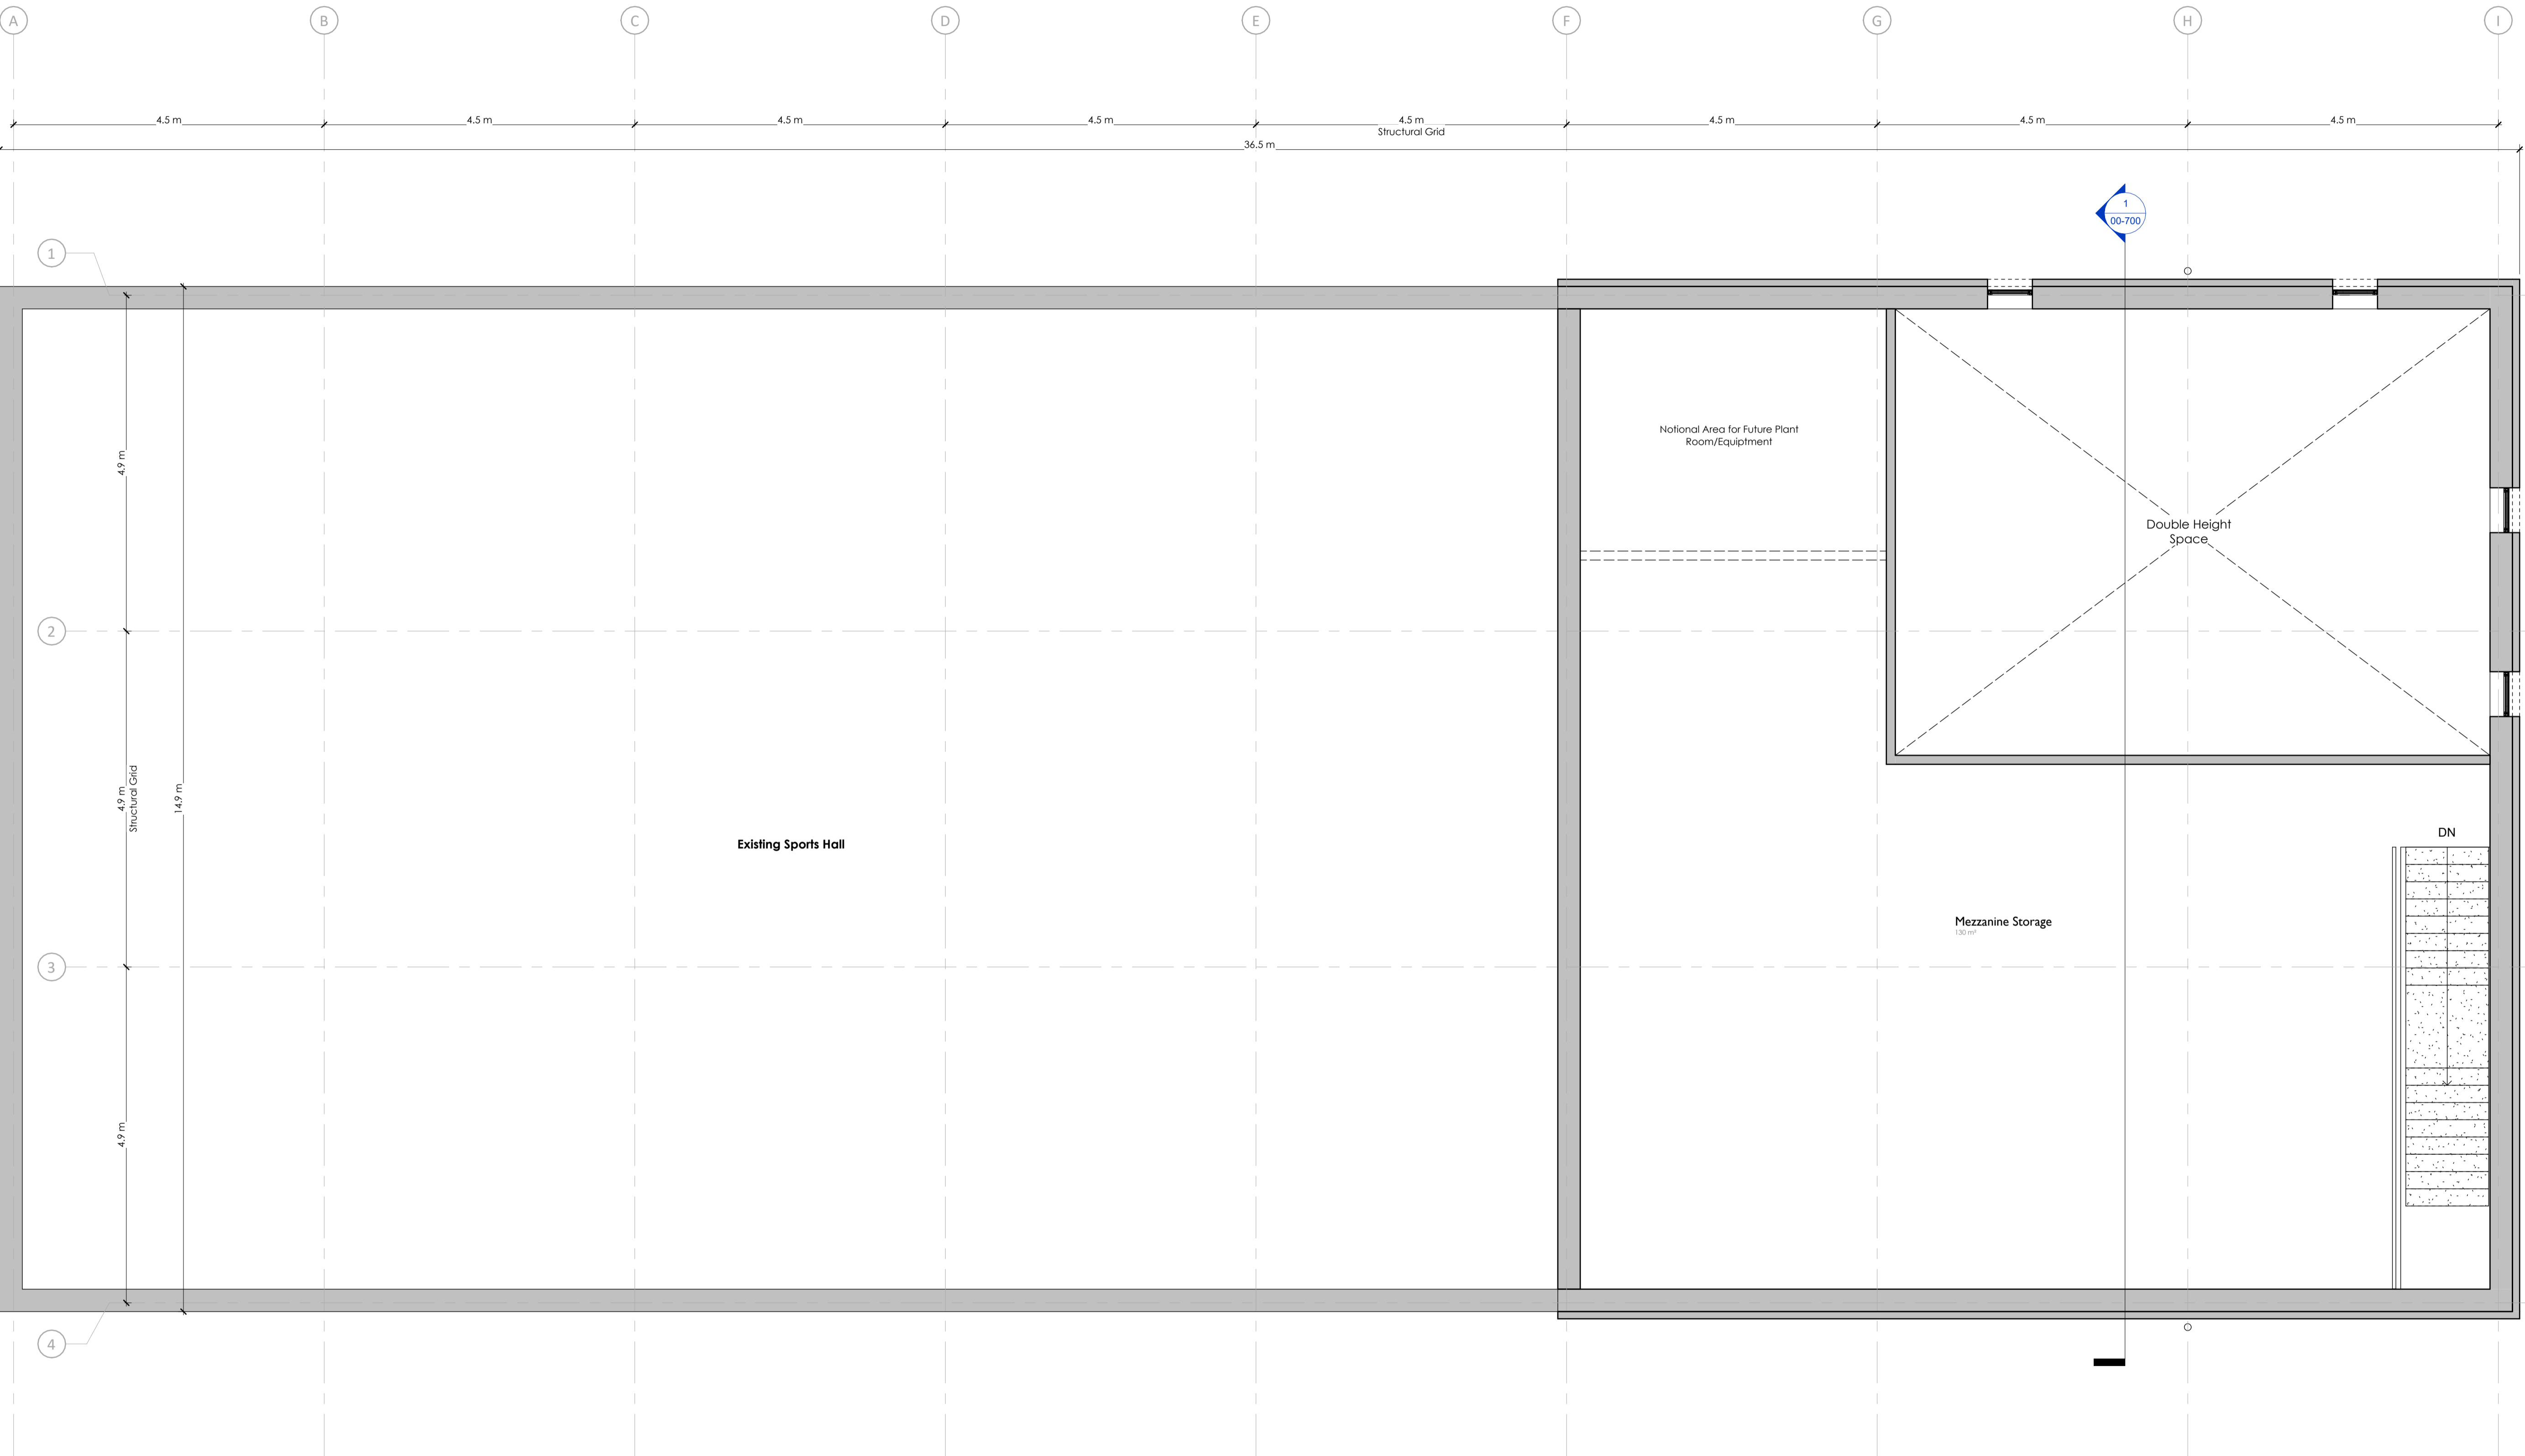 A
B
C
D
E
F
G
H
I
4.5 m
4.5 m
4.5 m
4.5 m
4.5 m
4.5 m
4.5 m
4.5 m
Structural Grid
36.5 m
1
00-700
1
4.9 m
Notional Area for Future Plant
Room/Equiptment
Double Height
Space
2
4.9 m
Structural Grid
14.9 m
Existing Sports Hall
DN
Mezzanine Storage
130 m²
3
4.9 m
4